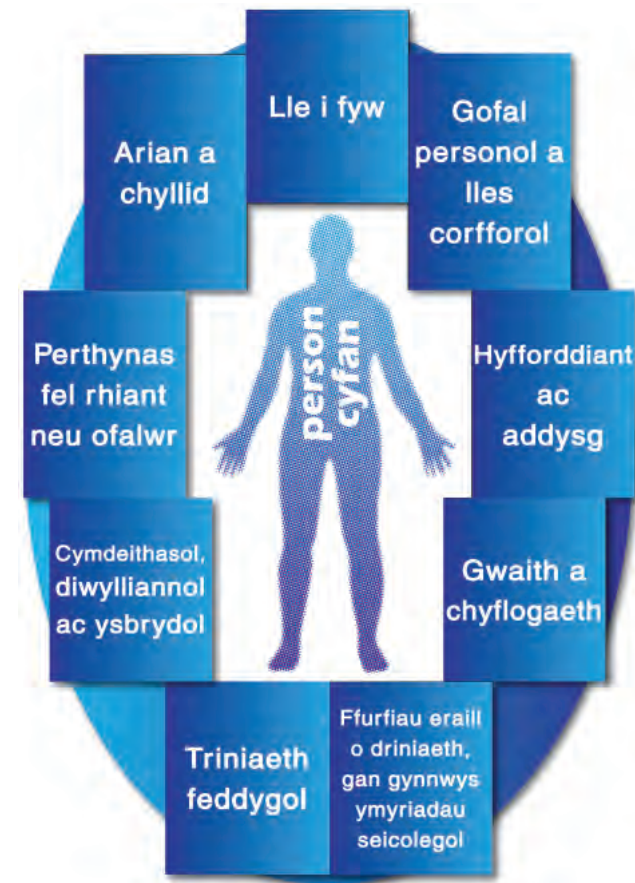 Lle i fyw
Gofal
personol a
lles
corfforol
Hyfforddiant
ac
addysg
Gwaith a
chyflogaeth
Ffurfiau eraill
o driniaeth,
gan gynnwys
ymyriadau
seicolegol
Triniaeth
feddygol
Cymdeithasol,
diwylliannol
ac ysbrydol
Perthynas
fel rhiant
neu ofalwr
Arian a
chyllid
person
cyfan